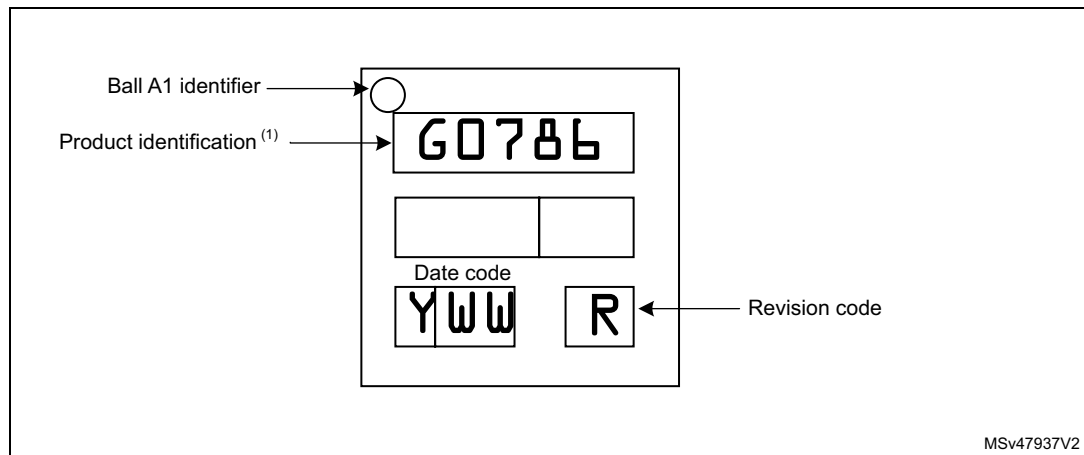 Ball A1 identifier
Product identification (1)
G0786
Date code
YWW
R
Revision code
MSv47937V2